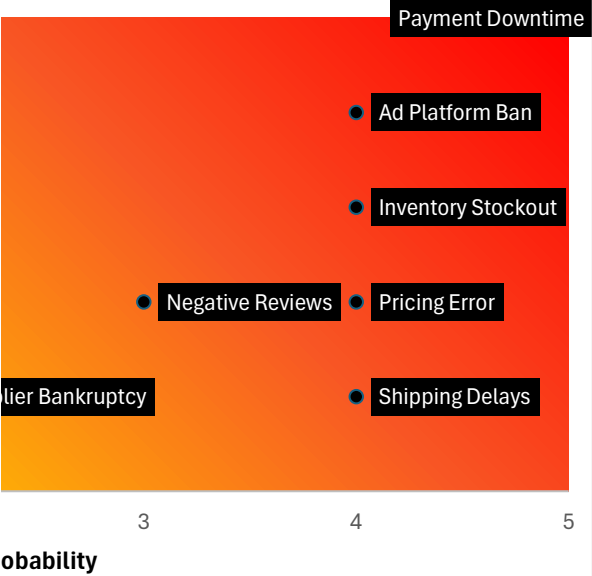 Payment Downtime
Ad Platform Ban
Inventory Stockout
Negative Reviews
Pricing Error
lier Bankruptcy
Shipping Delays
3
4
5
obability